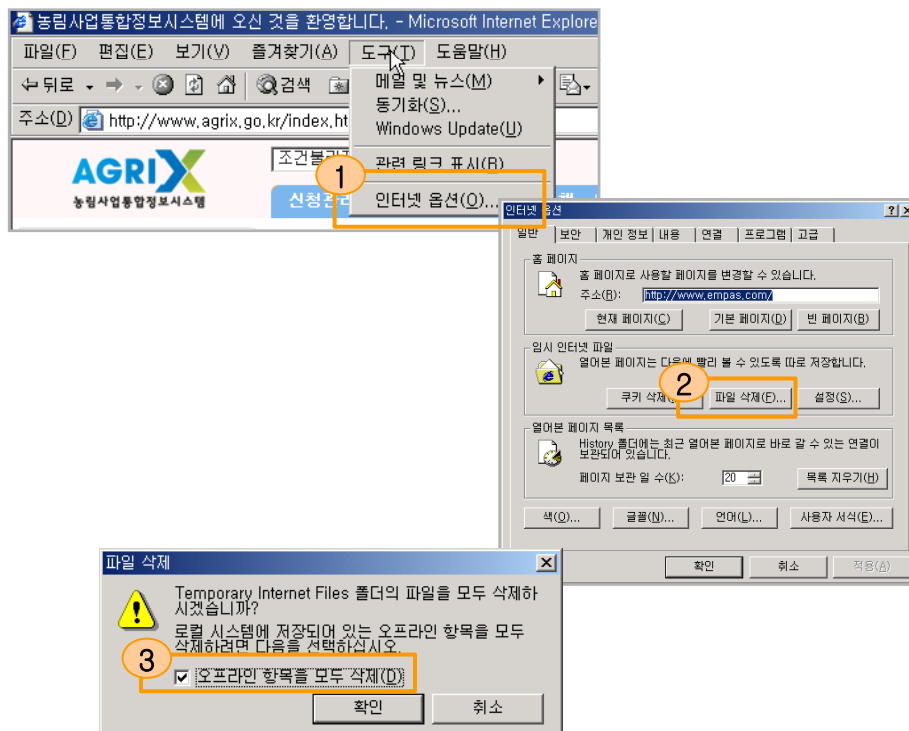 농림사업통합정보시스템에 오신 것을 환영합니다. - Microsoft Internet Explore
파일(F) 편집(E) 보기(V) 즐겨찾기(A) 도구(T) 도움말(H)
뒤로 검색
메일 및 뉴스(M)
동기화(S)...
Windows Update(U)
관련 링크 표시(R)
인터넷 옵션(O)...
주소(D) http://www.agrix.go.kr/index.ht
AGRIX
농림사업통합정보시스템
1
인터넷 옵션
일반 보안 개인 정보 내용 연결 프로그램 고급
홈 페이지
홈 페이지로 사용할 페이지를 변경할 수 있습니다.
주소(R): http://www.empas.com/
현재 페이지(C) 기본 페이지(D) 빈 페이지(B)
임시 인터넷 파일
열어본 페이지는 다음에 빨리 볼 수 있도록 따로 저장합니다.
2
쿠키 삭제 파일 삭제(F)... 설정(S)...
열어본 페이지 목록
History 폴더에는 최근 열어본 페이지로 바로 갈 수 있는 연결이
보관되어 있습니다.
페이지 보관 일 수(K): 20 목록 지우기(H)
색(O)... 글꼴(N)... 언어(L)... 사용자 서식(E)...
확인 취소 적용(A)
파일 삭제
Temporary Internet Files 폴더의 파일을 모두 삭제하
시겠습니까?
로컬 시스템에 저장되어 있는 오프라인 항목을 모두
삭제하려면 다음을 선택하십시오.
3
오프라인 항목을 모두 삭제(D)
확인 취소